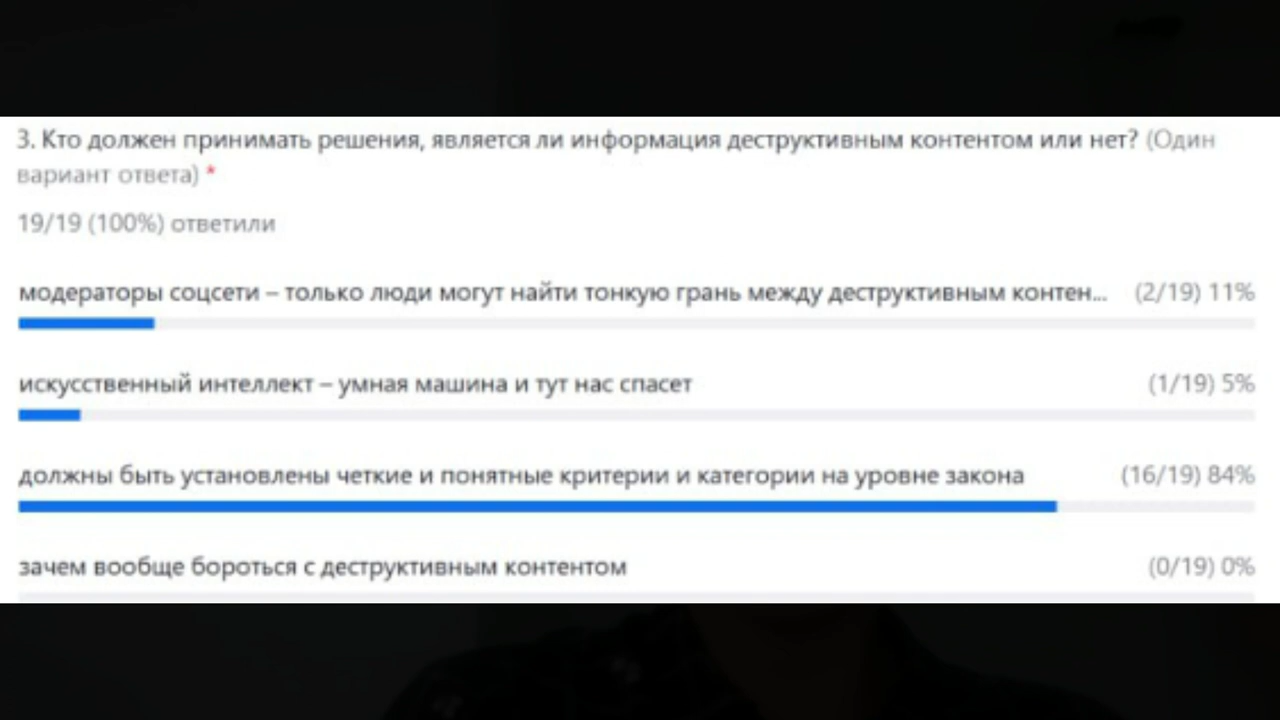 3. Кто должен принимать решения, является ли информация деструктивным контентом или нет? (Один
вариант ответа) *
19/19 (100%) ответили
модераторы соцсети – только люди могут найти тонкую грань между деструктивным контен... (2/19) 11%
искусственный интеллект – умная машина и тут нас спасет (1/19) 5%
должны быть установлены четкие и понятные критерии и категории на уровне закона (16/19) 84%
зачем вообще бороться с деструктивным контентом (0/19) 0%